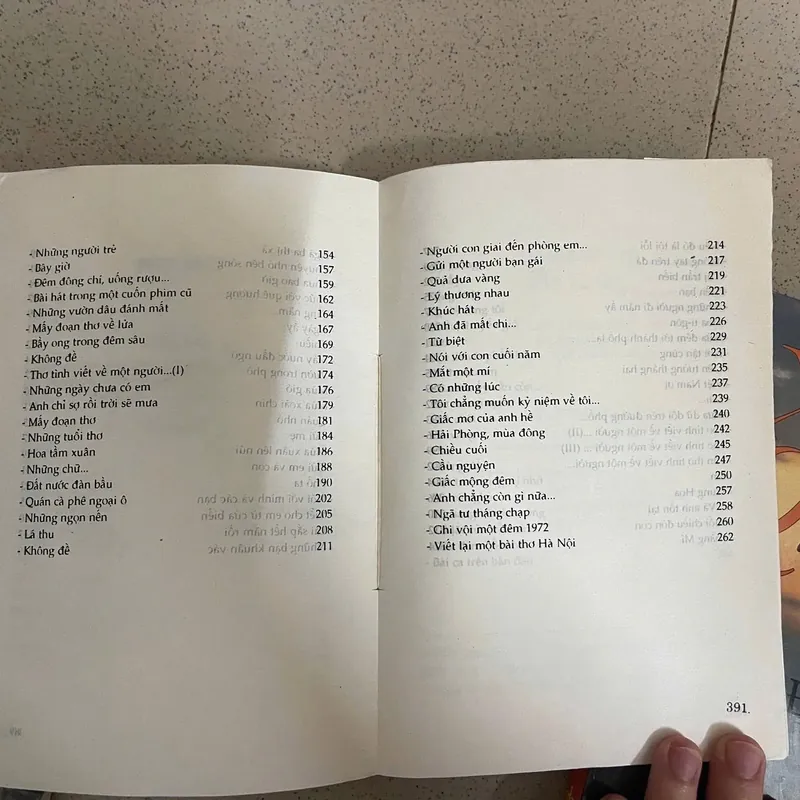 - Những người trẻ 154
- Bây giờ 157
- Đêm đông chí, uống rượu... 159
- Bài hát trong một cuốn phim cũ 162
- Những vườn dâu đánh mất 164
- Mấy đoạn thơ về lửa 167
- Bầy ong trong đêm sâu 169
- Không đề 172
- Thơ tình viết về một người...(I) 174
- Những ngày chưa có em 176
- Anh chỉ sợ rồi trời sẽ mưa 179
- Mấy đoạn thơ 181
- Những tuổi thơ 184
- Hoa tầm xuân 186
- Những chữ... 188
- Đất nước đàn bầu 190
- Quán cà phê ngoại ô 202
- Những ngọn nến 205
- Lá thu 208
- Không đề 211
- Người con giai đến phòng em... 214
- Gửi một người bạn gái 217
- Quả dưa vàng 219
- Lý thương nhau 221
- Khúc hát 223
- Anh đã mất chi... 226
- Từ biệt 229
- Nói với con cuối năm 231
- Mắt một mí 235
- Có những lúc 237
- Tôi chẳng muốn kỷ niệm về tôi... 239
- Giấc mơ của anh hề 240
- Hải Phòng, mùa đông 242
- Chiều cuối 245
- Cầu nguyện 247
- Giấc mộng đêm 250
- Anh chẳng còn gì nữa... 257
- Ngã tư tháng chạp 258
- Ghi vội một đêm 1972 260
- Viết lại một bài thơ Hà Nội 262
391.